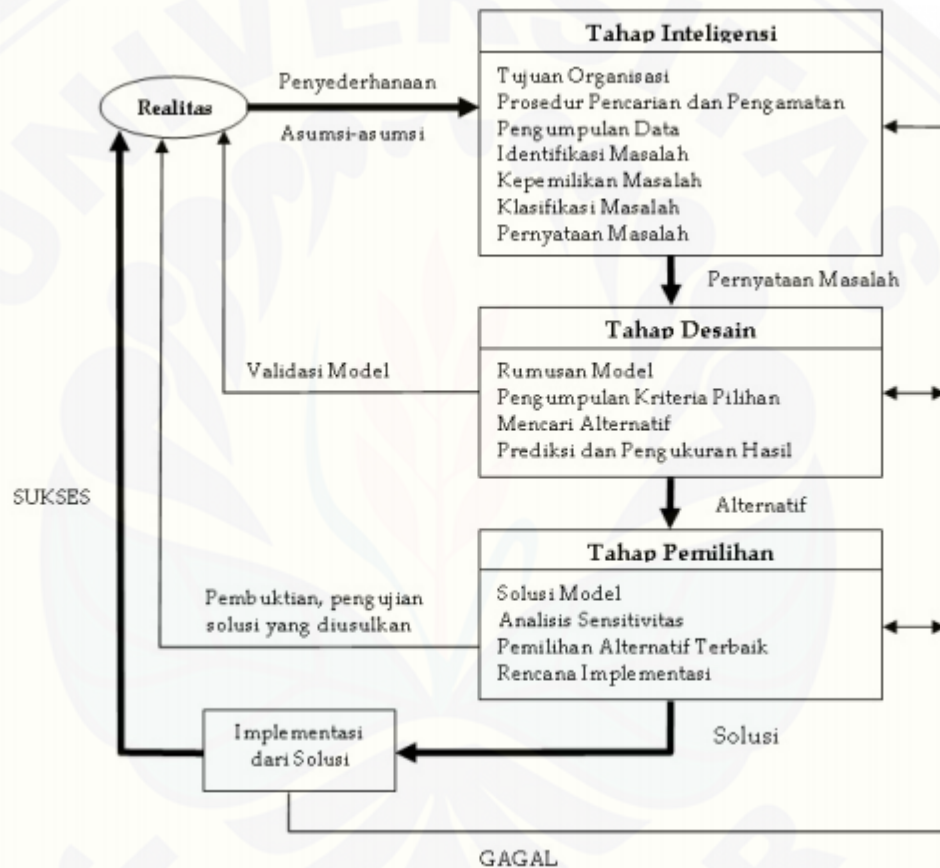 Tahap Inteligensi
Tujuan Organisasi
Prosedur Pencarian dan Pengamatan
Pengumpulan Data
Identifikasi Masalah
Kepemilikan Masalah
Klasifikasi Masalah
Pernyataan Masalah
Realitas
Penyederhanaan
Asumsi-asumsi
Pernyataan Masalah
Tahap Desain
Rumusan Model
Pengumpulan Kriteria Pilihan
Mencari Alternatif
Prediksi dan Pengukuran Hasil
Validasi Model
Alternatif
SUKSES
Tahap Pemilihan
Solusi Model
Analisis Sensitivitas
Pemilihan Alternatif Terbaik
Rencana Implementasi
Pembuktian, pengujian
solusi yang diusulkan
Solusi
Implementasi
dari Solusi
GAGAL
UNIVERSITAS